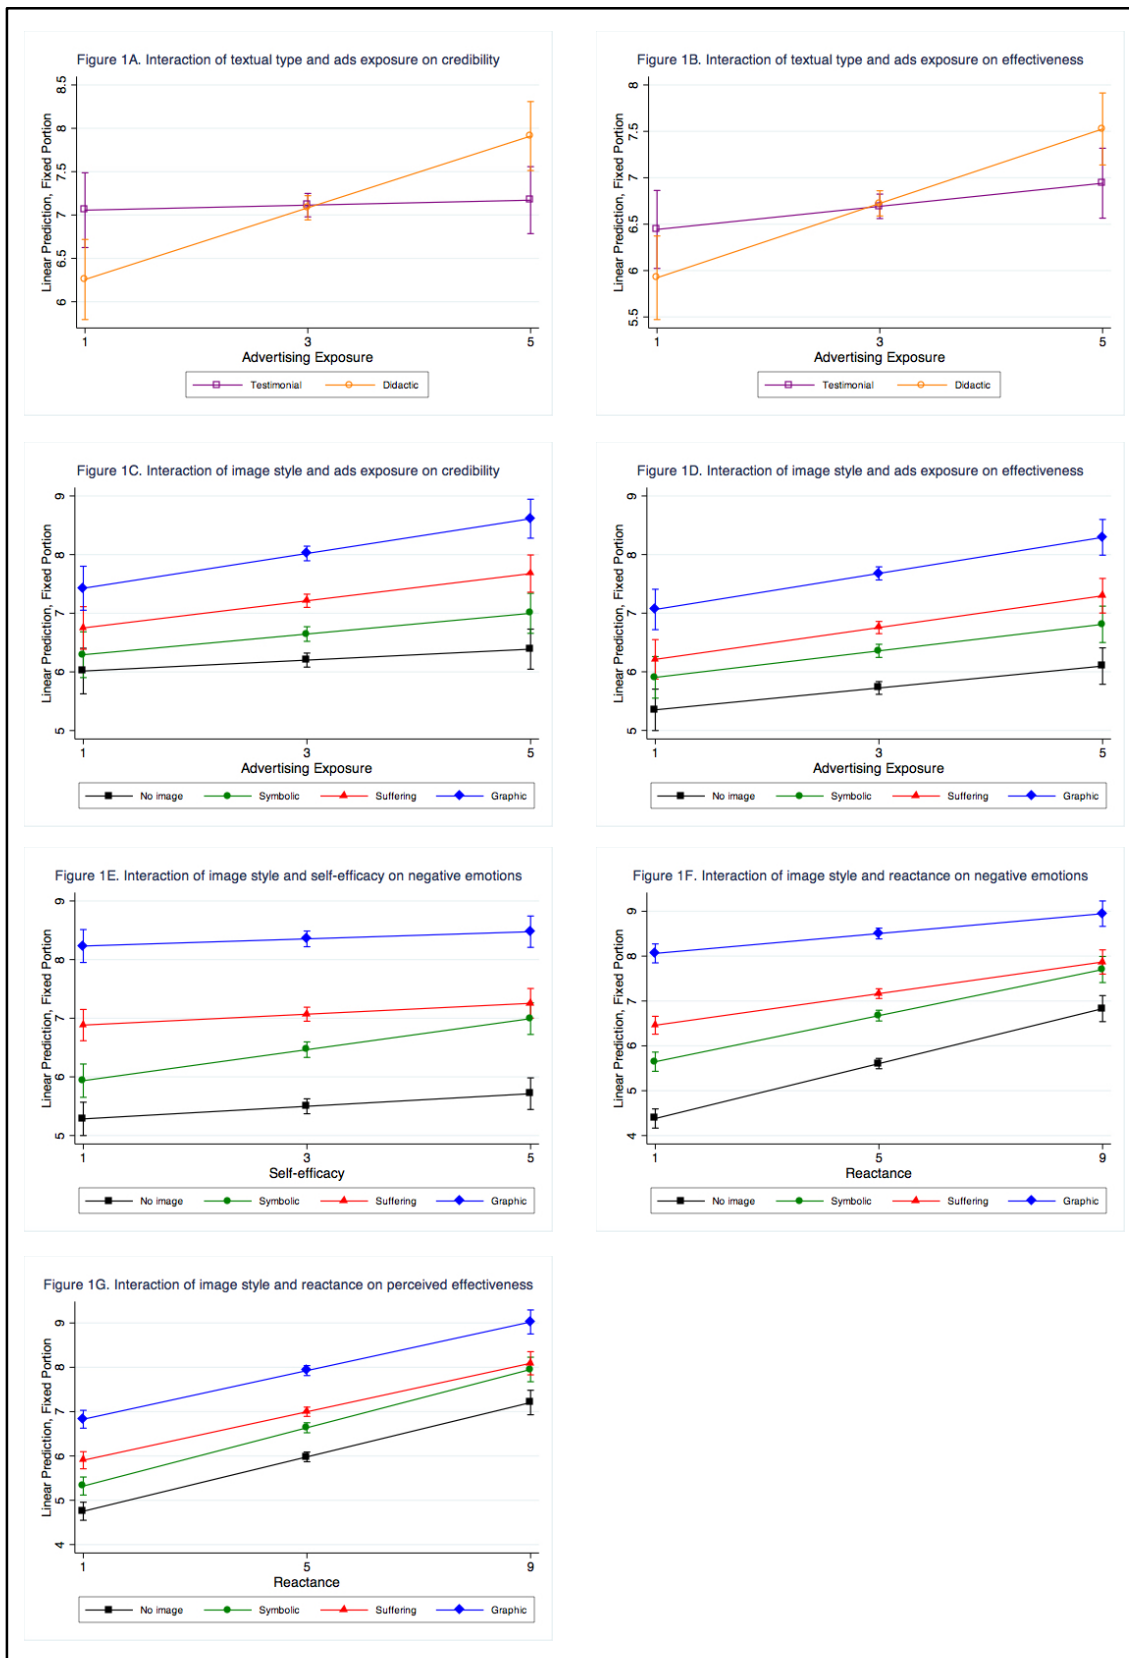 Figure 1A. Interaction of textual type and ads exposure on credibility
Linear Prediction, Fixed Portion
8.5
8
7.5
7
6.5
6
1 3 5
Advertising Exposure
Testimonial Didactic
Figure 1B. Interaction of textual type and ads exposure on effectiveness
Linear Prediction, Fixed Portion
8
7.5
7
6.5
6
5.5
1 3 5
Advertising Exposure
Testimonial Didactic
Figure 1C. Interaction of image style and ads exposure on credibility
Linear Prediction, Fixed Portion
9
8
7
6
5
1 3 5
Advertising Exposure
No image Symbolic Suffering Graphic
Figure 1D. Interaction of image style and ads exposure on effectiveness
Linear Prediction, Fixed Portion
9
8
7
6
5
1 3 5
Advertising Exposure
No image Symbolic Suffering Graphic
Figure 1E. Interaction of image style and self-efficacy on negative emotions
Linear Prediction, Fixed Portion
9
8
7
6
5
1 3 5
Self-efficacy
No image Symbolic Suffering Graphic
Figure 1F. Interaction of image style and reactance on negative emotions
Linear Prediction, Fixed Portion
9
8
7
6
5
4
1 5 9
Reactance
No image Symbolic Suffering Graphic
Figure 1G. Interaction of image style and reactance on perceived effectiveness
Linear Prediction, Fixed Portion
9
8
7
6
5
4
1 5 9
Reactance
No image Symbolic Suffering Graphic